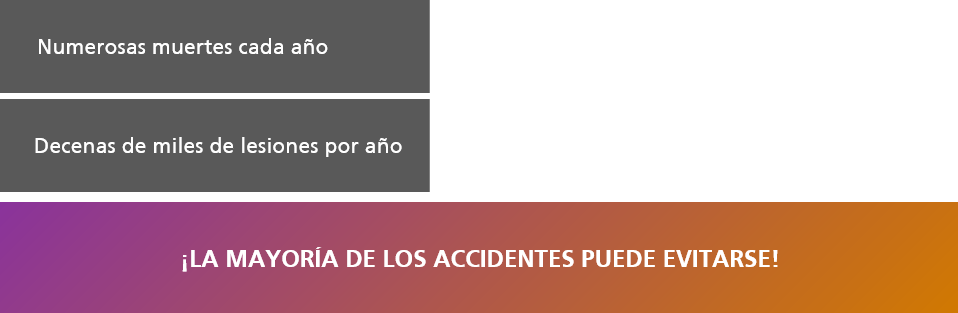 Numerosas muertes cada año
Decenas de miles de lesiones por año
¡LA MAYORÍA DE LOS ACCIDENTES PUEDE EVITARSE!